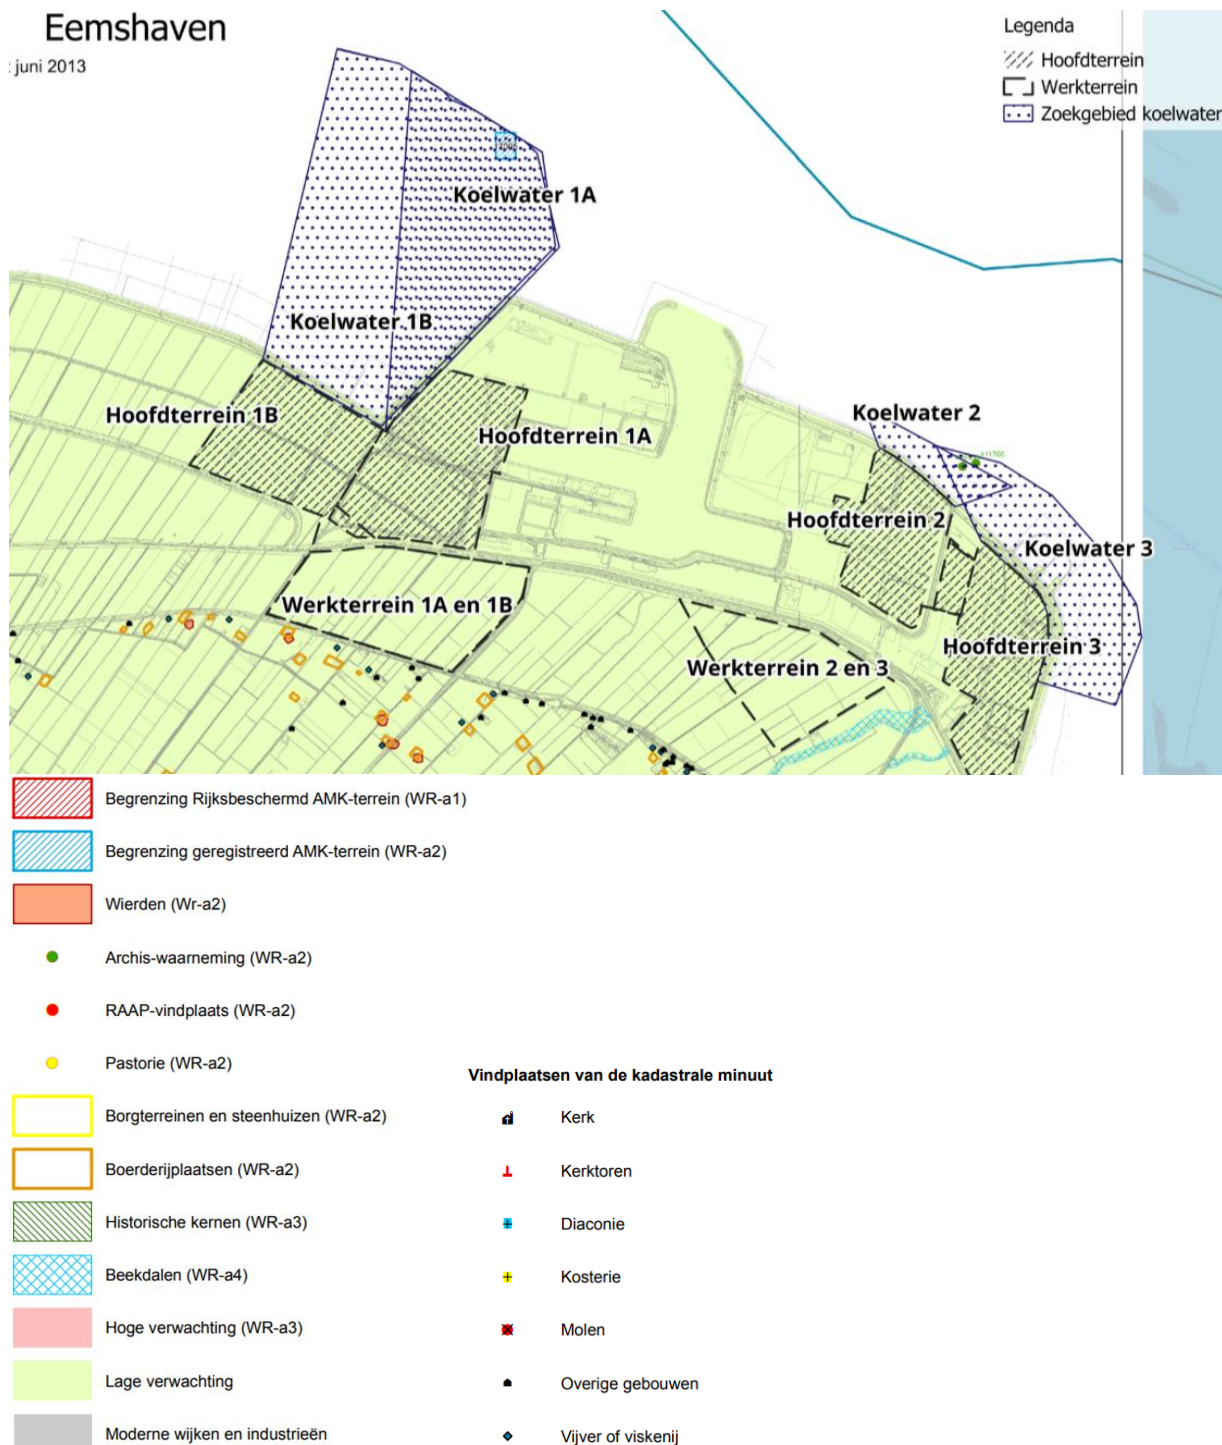 Eemshaven
: juni 2013
Legenda
Hoofdterrein
Werkterrein
Zoekgebied koelwater
Koelwater 1A
Koelwater 1B
Hoofdterrein 1B
Hoofdterrein 1A
Koelwater 2
Hoofdterrein 2
Koelwater 3
Werkterrein 1A en 1B
Hoofdterrein 3
Werkterrein 2 en 3
Begrenzing Rijksbeschermd AMK-terrein (WR-a1)
Begrenzing geregistreerd AMK-terrein (WR-a2)
Wierden (Wr-a2)
Archis-waarneming (WR-a2)
RAAP-vindplaats (WR-a2)
Pastorie (WR-a2)
Borgterreinen en steenhuizen (WR-a2)
Boerderijplaatsen (WR-a2)
Historische kernen (WR-a3)
Beekdalen (WR-a4)
Hoge verwachting (WR-a3)
Lage verwachting
Moderne wijken en industrieën
Vindplaatsen van de kadastrale minuut
Kerk
Kerktoren
Diaconie
Kosterie
Molen
Overige gebouwen
Vijver of viskenij